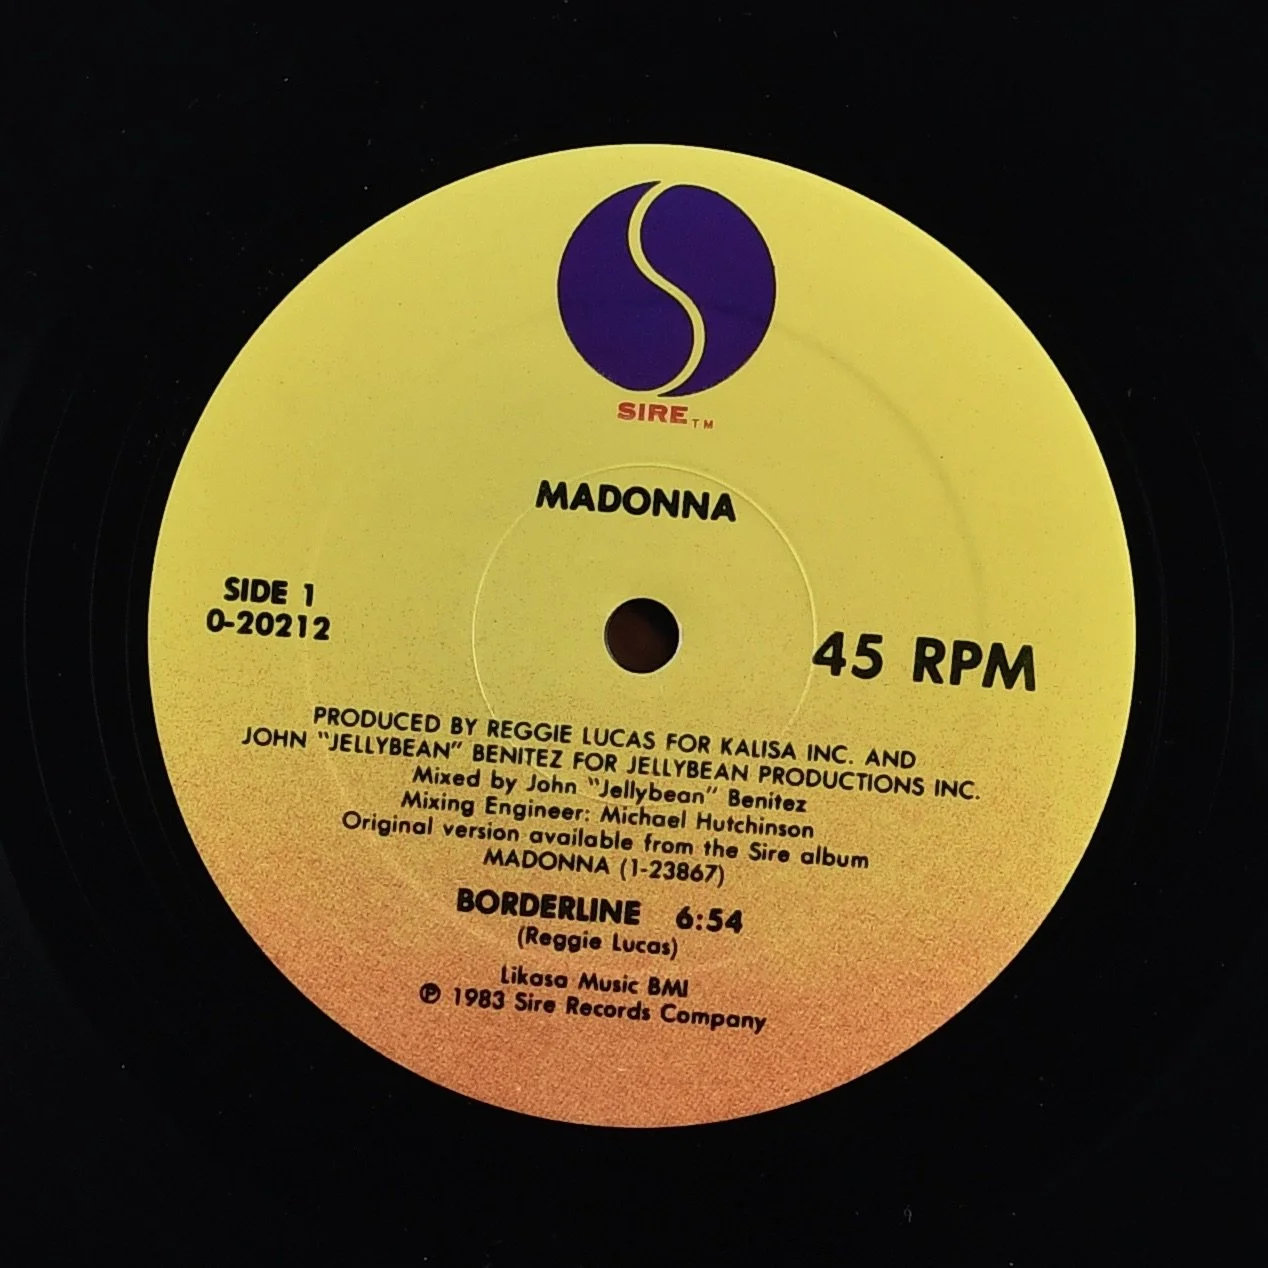 SIRE™
MADONNA
SIDE 1
0-20212
45 RPM
PRODUCED BY REGGIE LUCAS FOR KALISA INC. AND
JOHN "JELLYBEAN" BENITEZ FOR JELLYBEAN PRODUCTIONS INC.
Mixed by John "Jellybean" Benitez
Mixing Engineer: Michael Hutchinson
Original version available from the Sire album
MADONNA (1-23867)
BORDERLINE 6:54
(Reggie Lucas)
Likasa Music BMI
℗ 1983 Sire Records Company